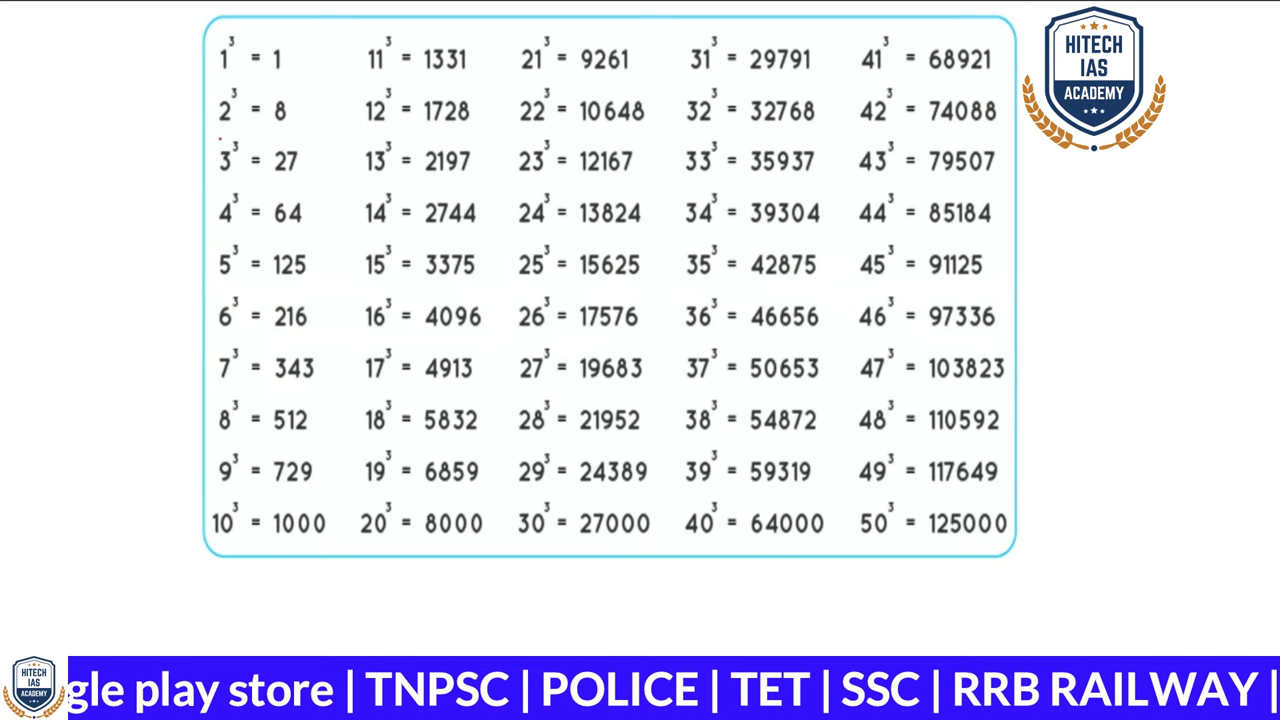 1³ = 1 11³ = 1331 21³ = 9261 31³ = 29791 41³ = 68921
2³ = 8 12³ = 1728 22³ = 10648 32³ = 32768 42³ = 74088
3³ = 27 13³ = 2197 23³ = 12167 33³ = 35937 43³ = 79507
4³ = 64 14³ = 2744 24³ = 13824 34³ = 39304 44³ = 85184
5³ = 125 15³ = 3375 25³ = 15625 35³ = 42875 45³ = 91125
6³ = 216 16³ = 4096 26³ = 17576 36³ = 46656 46³ = 97336
7³ = 343 17³ = 4913 27³ = 19683 37³ = 50653 47³ = 103823
8³ = 512 18³ = 5832 28³ = 21952 38³ = 54872 48³ = 110592
9³ = 729 19³ = 6859 29³ = 24389 39³ = 59319 49³ = 117649
10³ = 1000 20³ = 8000 30³ = 27000 40³ = 64000 50³ = 125000
HITECH
IAS
ACADEMY
HITECH
IAS
ACADEMY
gle play store | TNPSC | POLICE | TET | SSC | RRB RAILWAY |